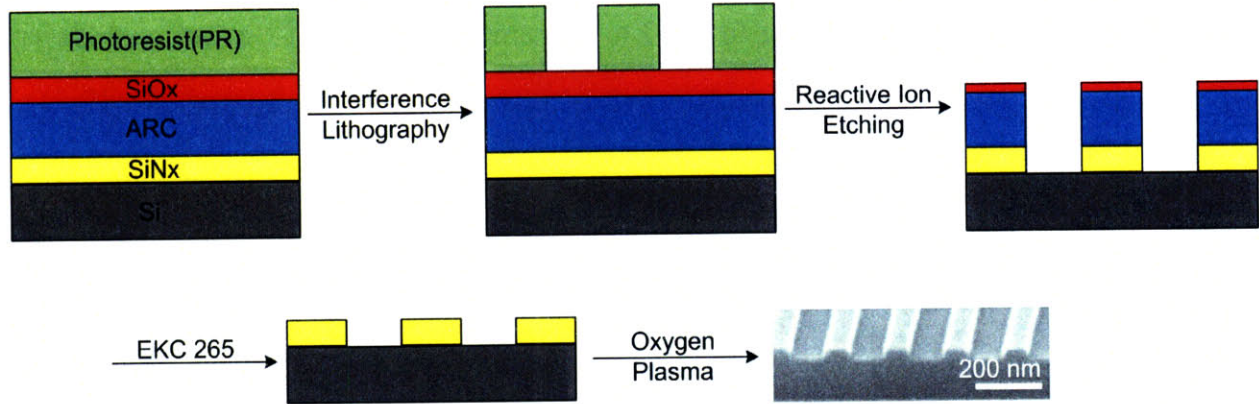 Photoresist(PR)
SiOx
ARC
SiNx
Si
Interference
Lithography
Reactive Ion
Etching
EKC 265
Oxygen
Plasma
200 nm